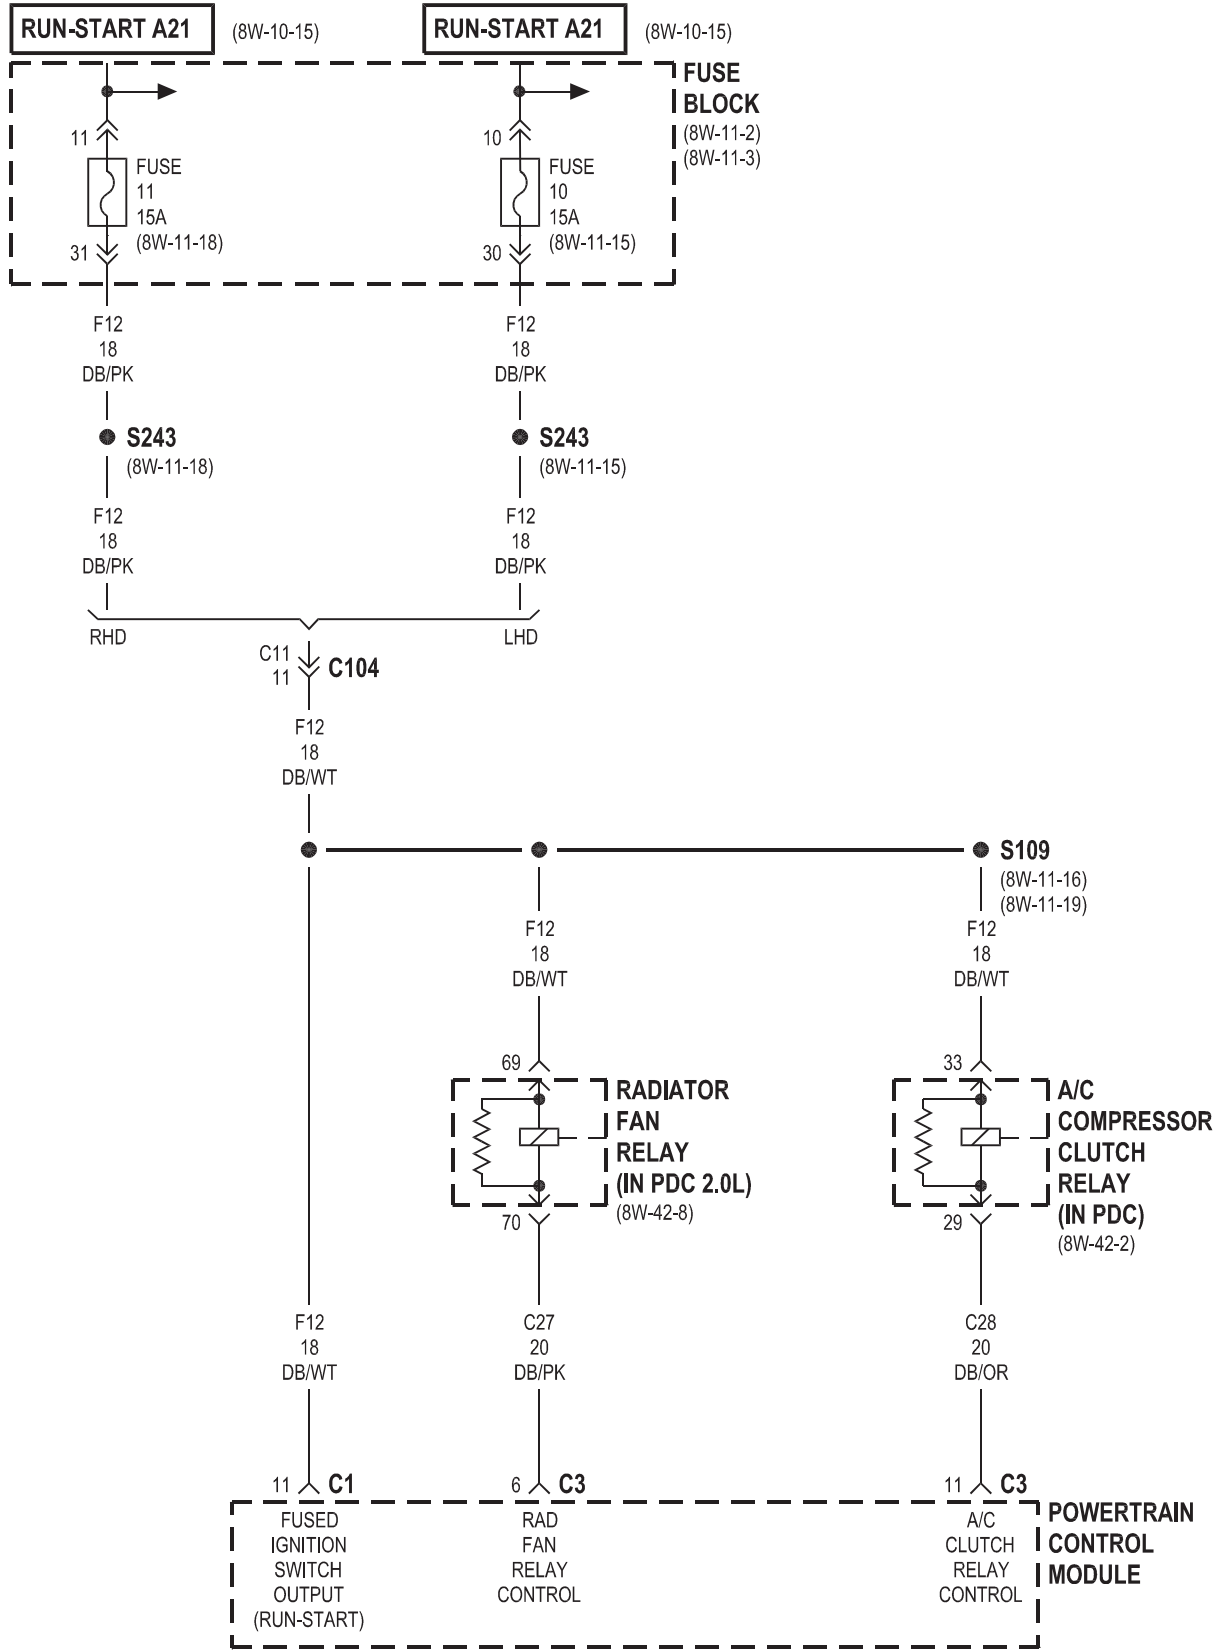 RUN-START A21
(8W-10-15)
RUN-START A21
(8W-10-15)
FUSE
BLOCK
(8W-11-2)
(8W-11-3)
11
FUSE
11
15A
(8W-11-18)
31
10
FUSE
10
15A
(8W-11-15)
30
F12
18
DB/PK
F12
18
DB/PK
S243
(8W-11-18)
S243
(8W-11-15)
F12
18
DB/PK
F12
18
DB/PK
RHD
LHD
C11
11
C104
F12
18
DB/WT
S109
(8W-11-16)
(8W-11-19)
F12
18
DB/WT
F12
18
DB/WT
69
RADIATOR
FAN
RELAY
(IN PDC 2.0L)
(8W-42-8)
70
33
A/C
COMPRESSOR
CLUTCH
RELAY
(IN PDC)
(8W-42-2)
29
F12
18
DB/WT
C27
20
DB/PK
C28
20
DB/OR
11
C1
6
C3
11
C3
FUSED
IGNITION
SWITCH
OUTPUT
(RUN-START)
RAD
FAN
RELAY
CONTROL
A/C
CLUTCH
RELAY
CONTROL
POWERTRAIN
CONTROL
MODULE